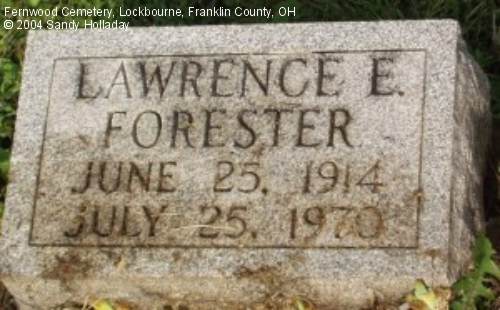 Fernwood Cemetery, Lockbourne, Franklin County, OH
© 2004 Sandy Holladay
LAWRENCE E.
FORESTER
JUNE 25, 1914
JULY 25, 1970